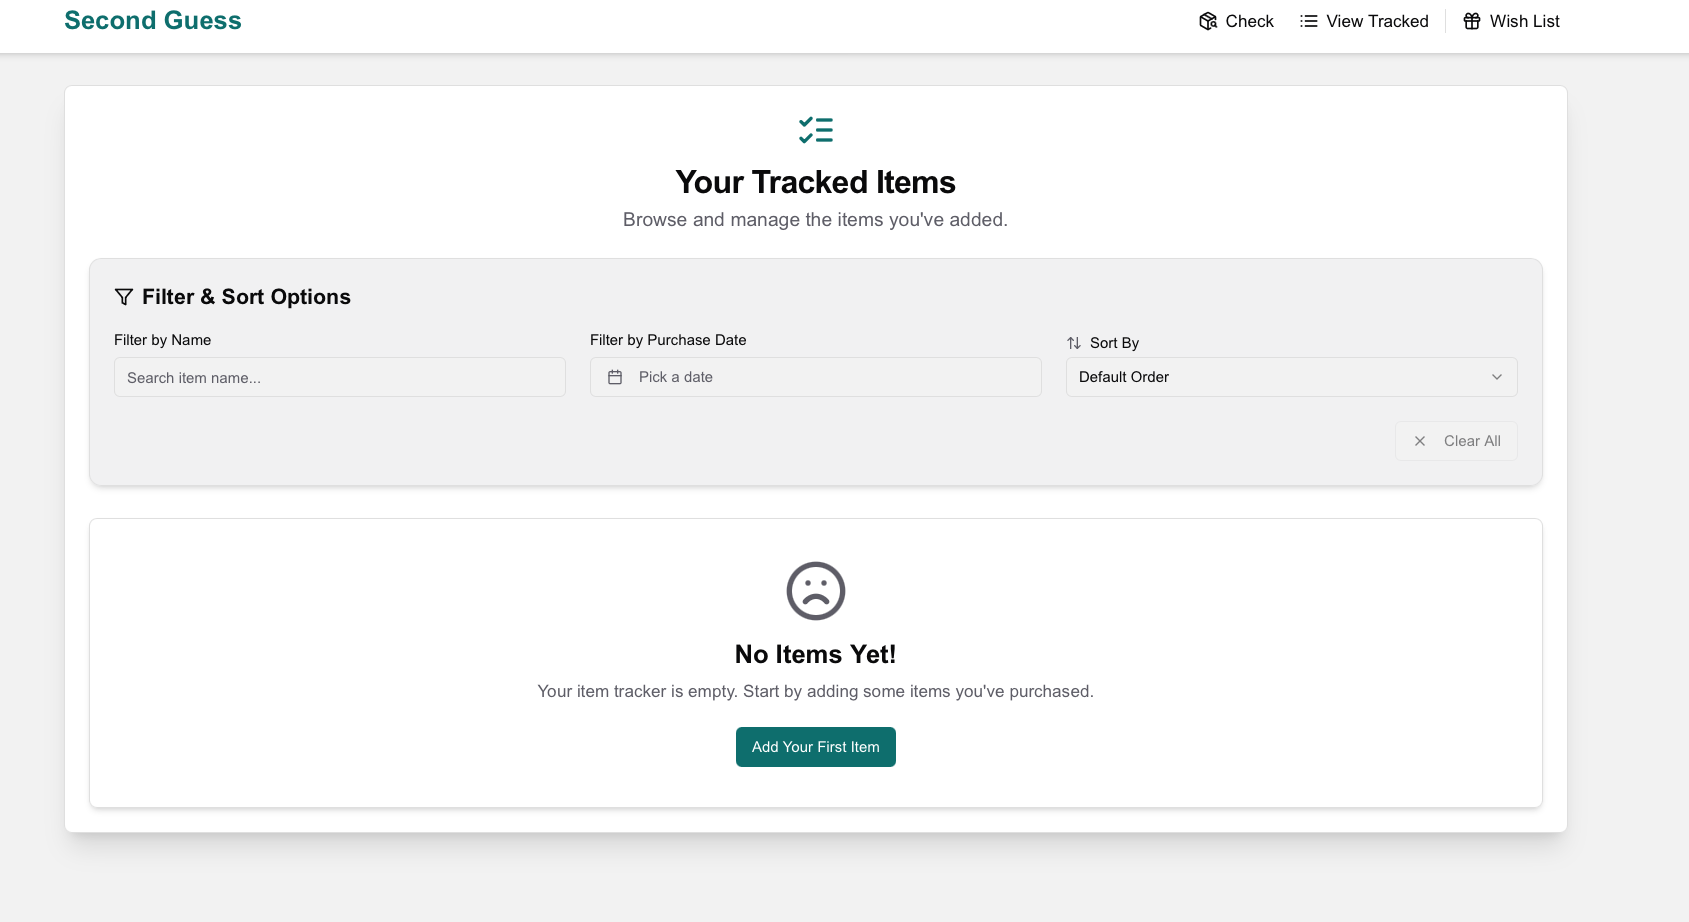 Second Guess
Check
View Tracked
Wish List
Your Tracked Items
Browse and manage the items you've added.
Filter & Sort Options
Filter by Name
Filter by Purchase Date
Sort By
Search item name...
Pick a date
Default Order
Clear All
No Items Yet!
Your item tracker is empty. Start by adding some items you've purchased.
Add Your First Item